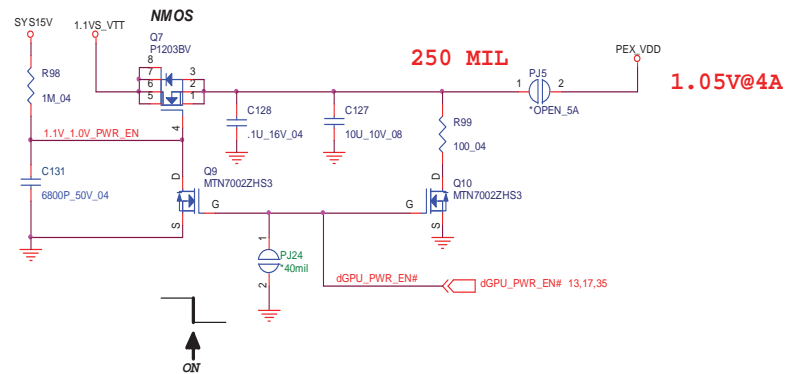 SYS15V
1.1VS_VTT
NMOS
Q7
P1203BV
8
7
6
5
3
2
1
4
250 MIL
PJ5
1
2
*OPEN_5A
PEX_VDD
1.05V@4A
R98
1M_04
C128
.1U_16V_04
C127
10U_10V_08
R99
100_04
1.1V_1.0V_PWR_EN
C131
6800P_50V_04
Q9
MTN7002ZHS3
D
G
S
Q10
MTN7002ZHS3
D
G
S
1
PJ24
*40mil
2
dGPU_PWR_EN#
dGPU_PWR_EN# 13,17,35
ON